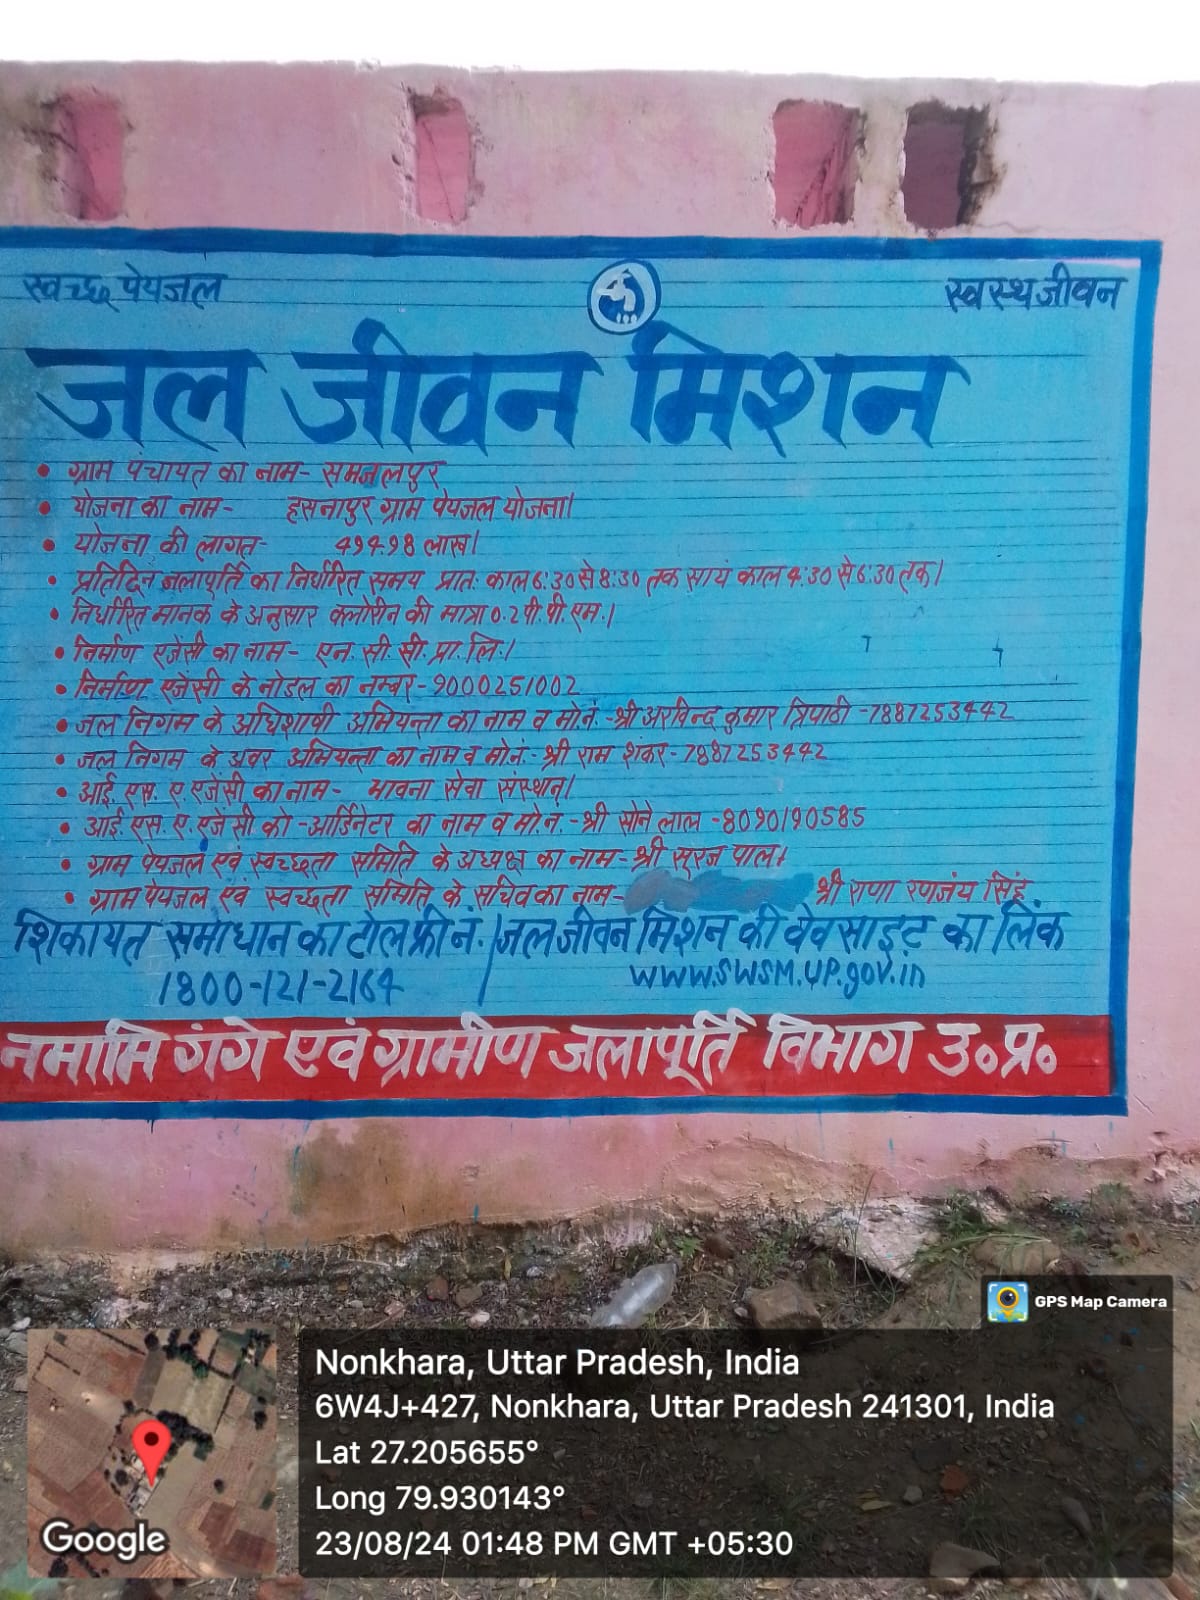 स्वच्छ पेयजल
स्वस्थ जीवन
जल जीवन मिशन
• ग्राम पंचायत का नाम- समजलपुर
• योजना का नाम- हसनापुर ग्राम पेयजल योजना।
• योजना की लागत- 494.98 लाख।
• प्रतिदिन जलापूर्ति का निर्धारित समय प्रातः काल 6:30 से 8:30 तक सायं काल 4:30 से 6:30 तक।
• निर्धारित मानक के अनुसार क्लोरीन की मात्रा 0.2 पी.पी.एम.।
• निर्माण एजेंसी का नाम- एन.सी.सी.प्रा.लि.।
• निर्माण एजेंसी के नोडल का नम्बर-9000251002
• जल निगम के अधिशाषी अभियन्ता का नाम व मो.नं.-श्री अरविन्द कुमार त्रिपाठी -7887253442
• जल निगम के अवर अभियन्ता का नाम व मो.नं.-श्री राम शंकर-7887253442
• आई.एस.ए.एजेंसी का नाम- भावना सेवा संस्थान।
• आई.एस.ए.एजेंसी को-आर्डिनेटर का नाम व मो.न.-श्री सोने लाल -8090190585
• ग्राम पेयजल एवं स्वच्छता समिति के अध्यक्ष का नाम-श्री सूरज पाल।
• ग्राम पेयजल एवं स्वच्छता समिति के सचिव का नाम- श्री राणा रणजंय सिंह
शिकायत समाधान का टोल फ्री नं. | जल जीवन मिशन की वेवसाइट का लिंक
1800-121-2164 www.swsm.up.gov.in
नमामि गंगे एवं ग्रामीण जलापूर्ति विभाग उ०प्र०
GPS Map Camera
Nonkhara, Uttar Pradesh, India
6W4J+427, Nonkhara, Uttar Pradesh 241301, India
Lat 27.205655°
Long 79.930143°
23/08/24 01:48 PM GMT +05:30
Google